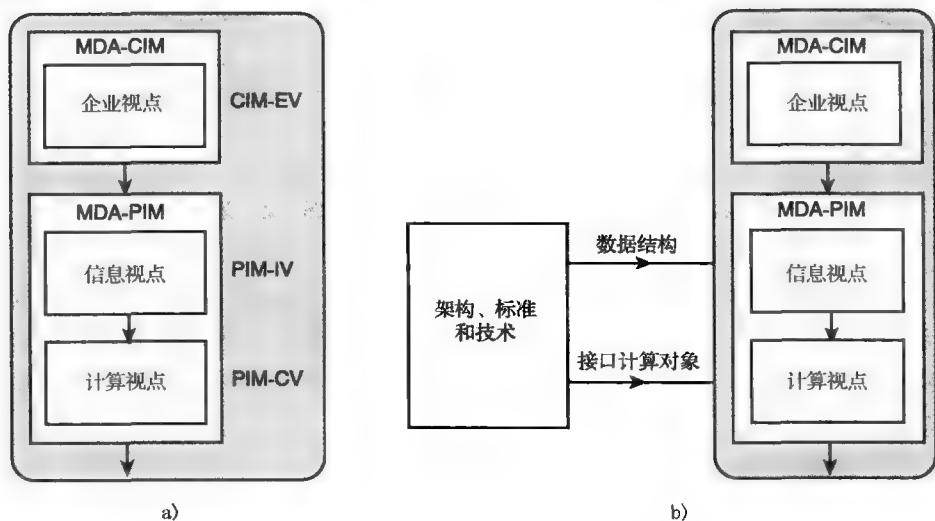 MDA-CIM
企业视点
CIM-EV
MDA-PIM
信息视点
PIM-IV
计算视点
PIM-CV
a)
架构、标准
和技术
数据结构
接口计算对象
MDA-CIM
企业视点
MDA-PIM
信息视点
计算视点
b)